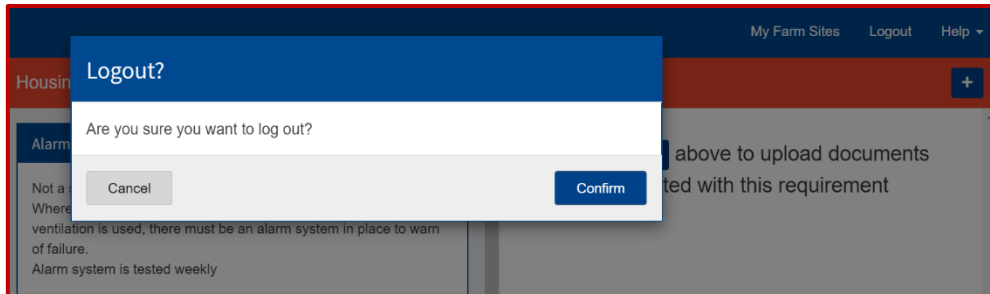 My Farm Sites Logout Help
Logout?
Housin
+
Are you sure you want to log out?
Alarm
above to upload documents
Cancel
Confirm
ted with this requirement
Not a
Where
ventilation is used, there must be an alarm system in place to warn
of failure.
Alarm system is tested weekly